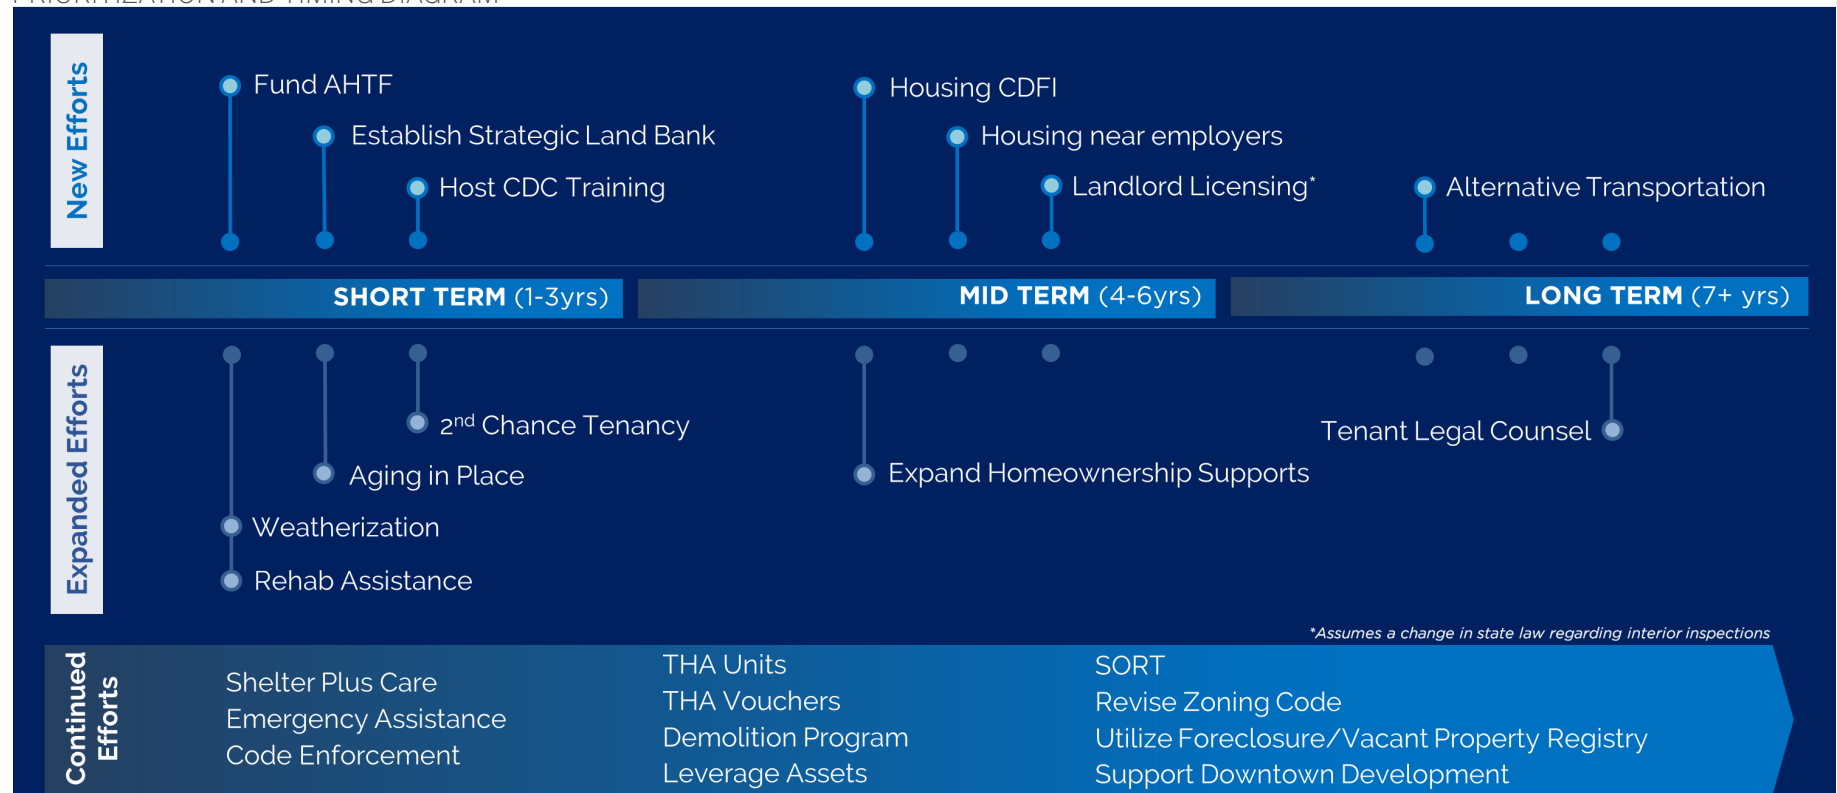 PRIORITIZATION AND TIMING DIAGRAM
New Efforts
Fund AHTF
Establish Strategic Land Bank
Host CDC Training
Housing CDFI
Housing near employers
Landlord Licensing*
Alternative Transportation
SHORT TERM (1-3yrs)
MID TERM (4-6yrs)
LONG TERM (7+ yrs)
Expanded Efforts
2nd Chance Tenancy
Aging in Place
Weatherization
Rehab Assistance
Expand Homeownership Supports
Tenant Legal Counsel
*Assumes a change in state law regarding interior inspections
Continued
Efforts
Shelter Plus Care
Emergency Assistance
Code Enforcement
THA Units
THA Vouchers
Demolition Program
Leverage Assets
SORT
Revise Zoning Code
Utilize Foreclosure/Vacant Property Registry
Support Downtown Development